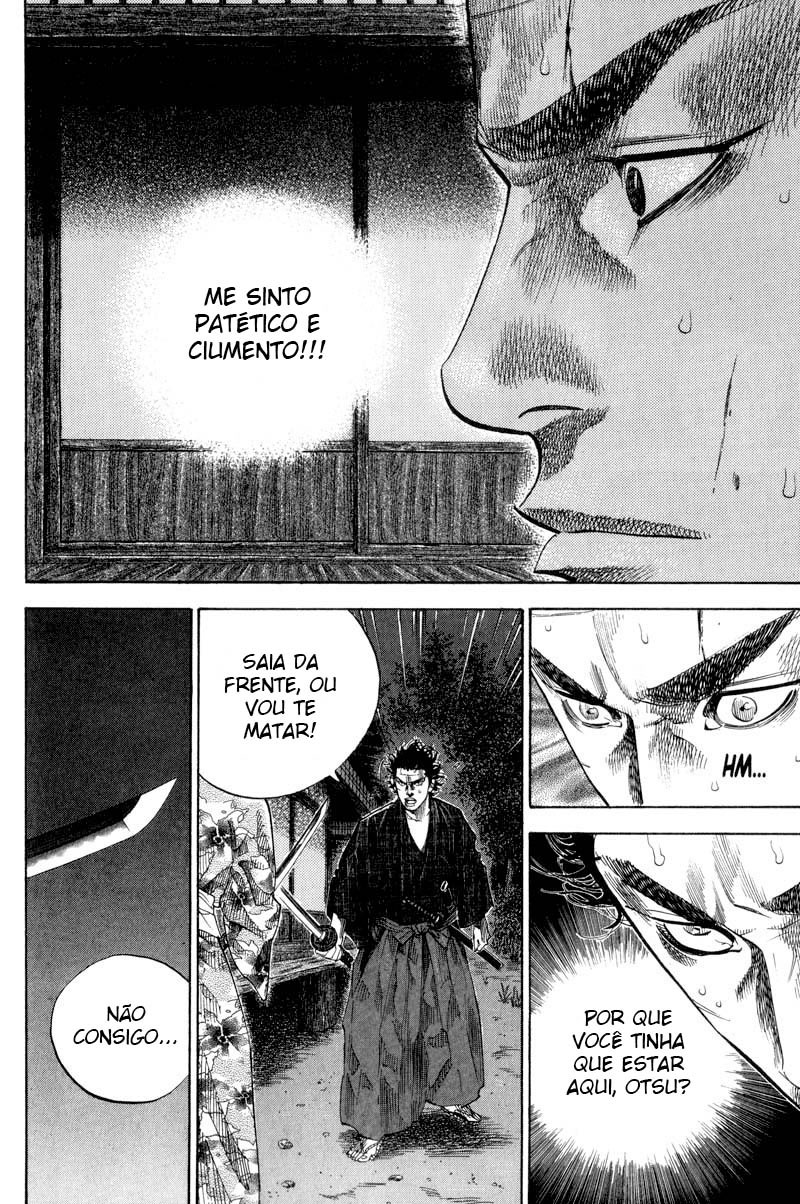 ME SINTO
PATÉTICO E
CIUMENTO!!!
HM...
POR QUE
VOCÊ TINHA
QUE ESTAR
AQUI, OTSU?
SAIA DA
FRENTE, OU
VOU TE
MATAR!
NÃO
CONSIGO...